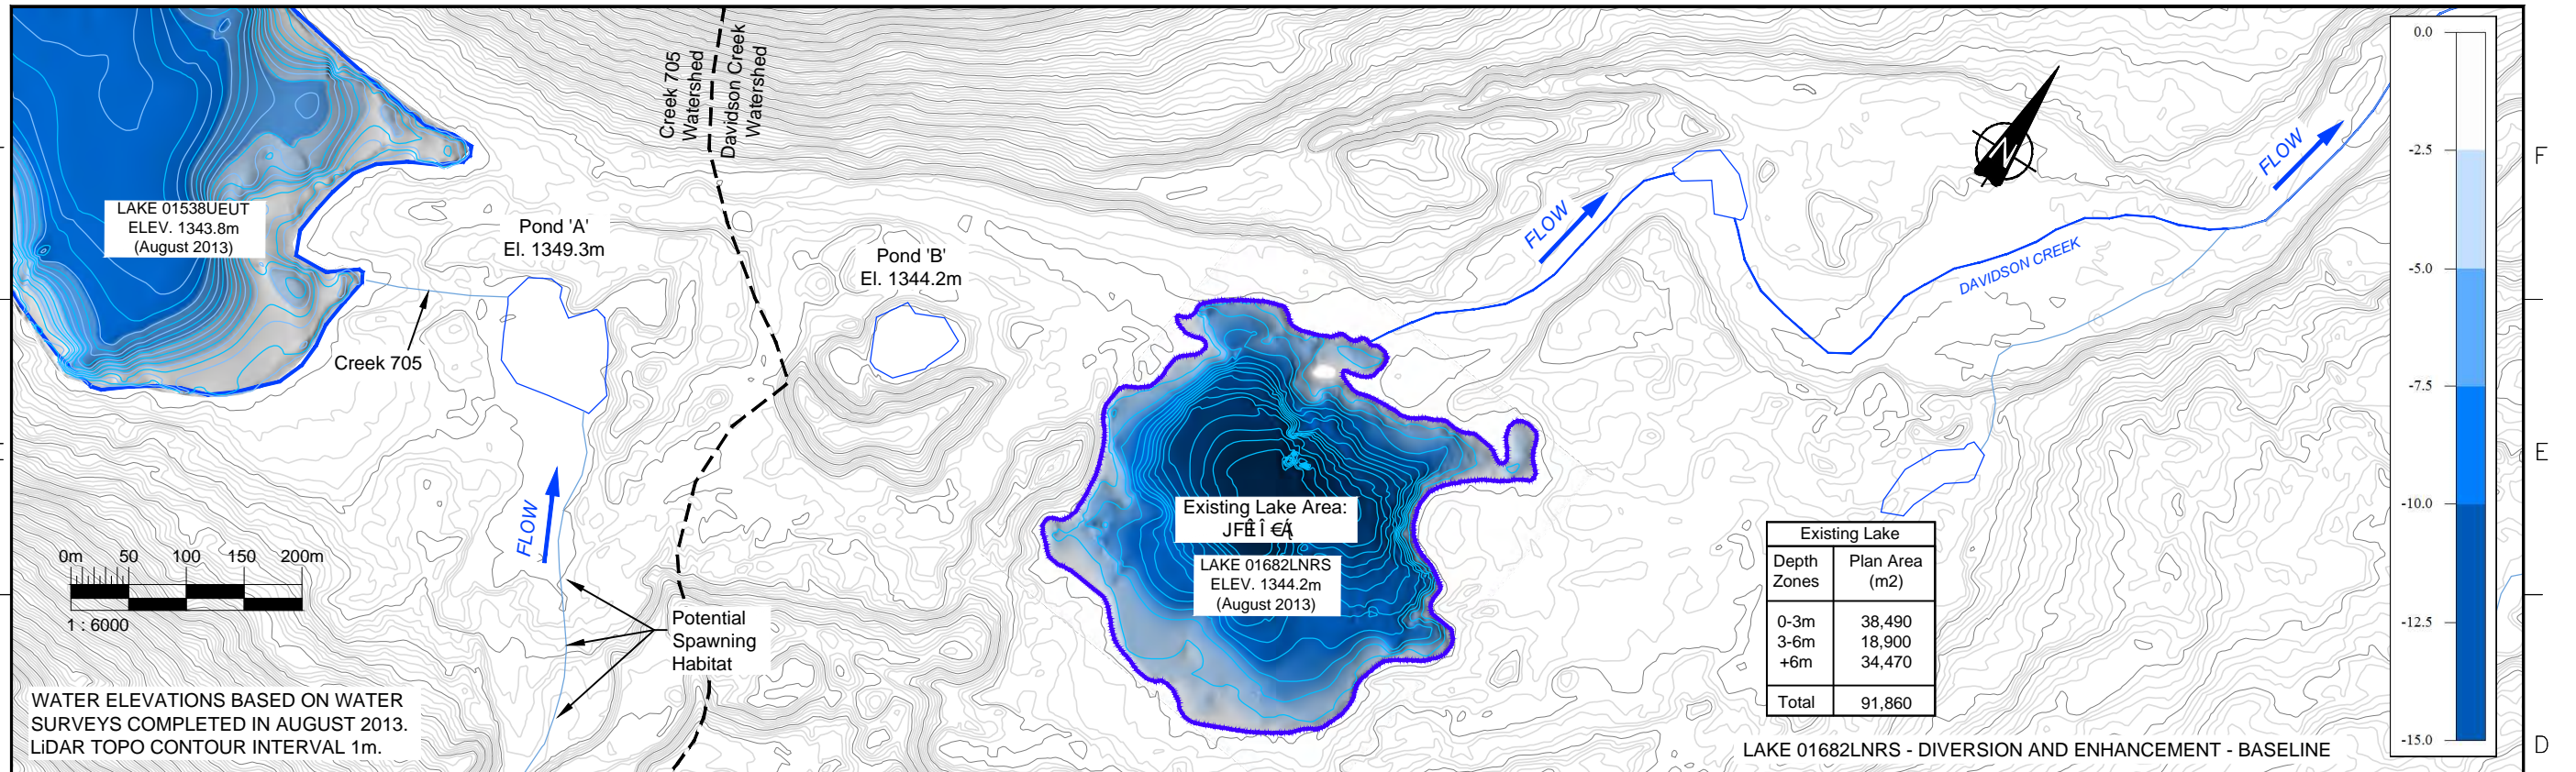 Creek 705
Watershed
Davidson Creek
Watershed
LAKE 01538UEUT
ELEV. 1343.8m
(August 2013)
Pond 'A'
El. 1349.3m
Pond 'B'
El. 1344.2m
Creek 705
FLOW
FLOW
FLOW
N
DAVIDSON CREEK
0m 50 100 150 200m
1 : 6000
Potential
Spawning
Habitat
Existing Lake Area:
LAKE 01682LNRS
ELEV. 1344.2m
(August 2013)
Existing Lake
Depth Zones Plan Area (m2)
0-3m 38,490
3-6m 18,900
+6m 34,470
Total 91,860
WATER ELEVATIONS BASED ON WATER
SURVEYS COMPLETED IN AUGUST 2013.
LiDAR TOPO CONTOUR INTERVAL 1m.
LAKE 01682LNRS - DIVERSION AND ENHANCEMENT - BASELINE
0.0
-2.5
-5.0
-7.5
-10.0
-12.5
-15.0
F
E
D